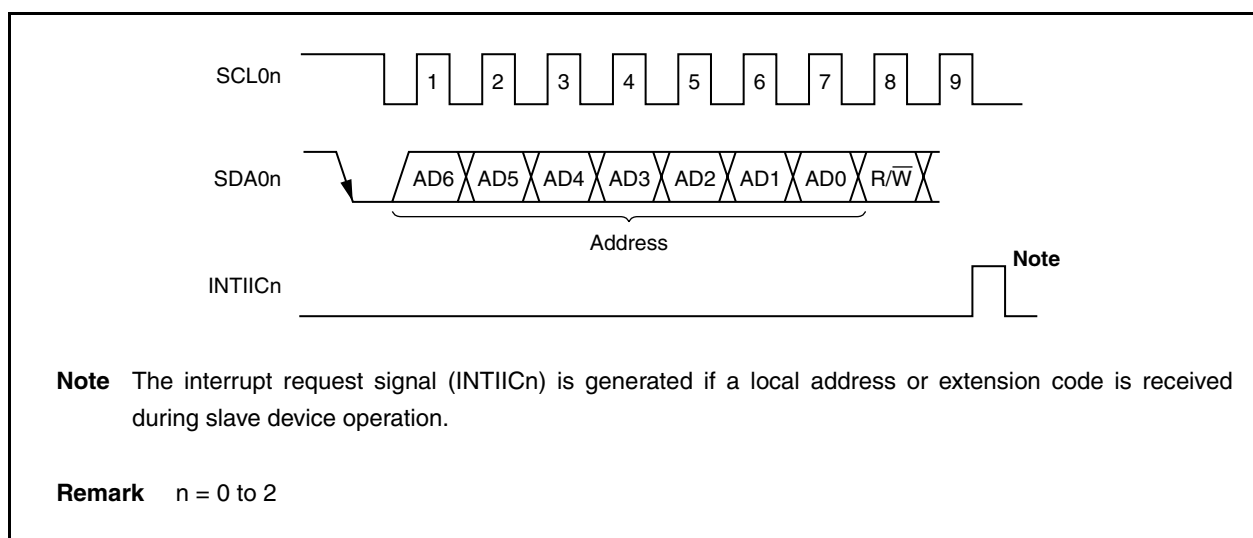 SCL0n 1 2 3 4 5 6 7 8 9
SDA0n AD6 AD5 AD4 AD3 AD2 AD1 AD0 R/W̅
Address
Note
INTIICn
Note The interrupt request signal (INTIICn) is generated if a local address or extension code is received
during slave device operation.
Remark n = 0 to 2